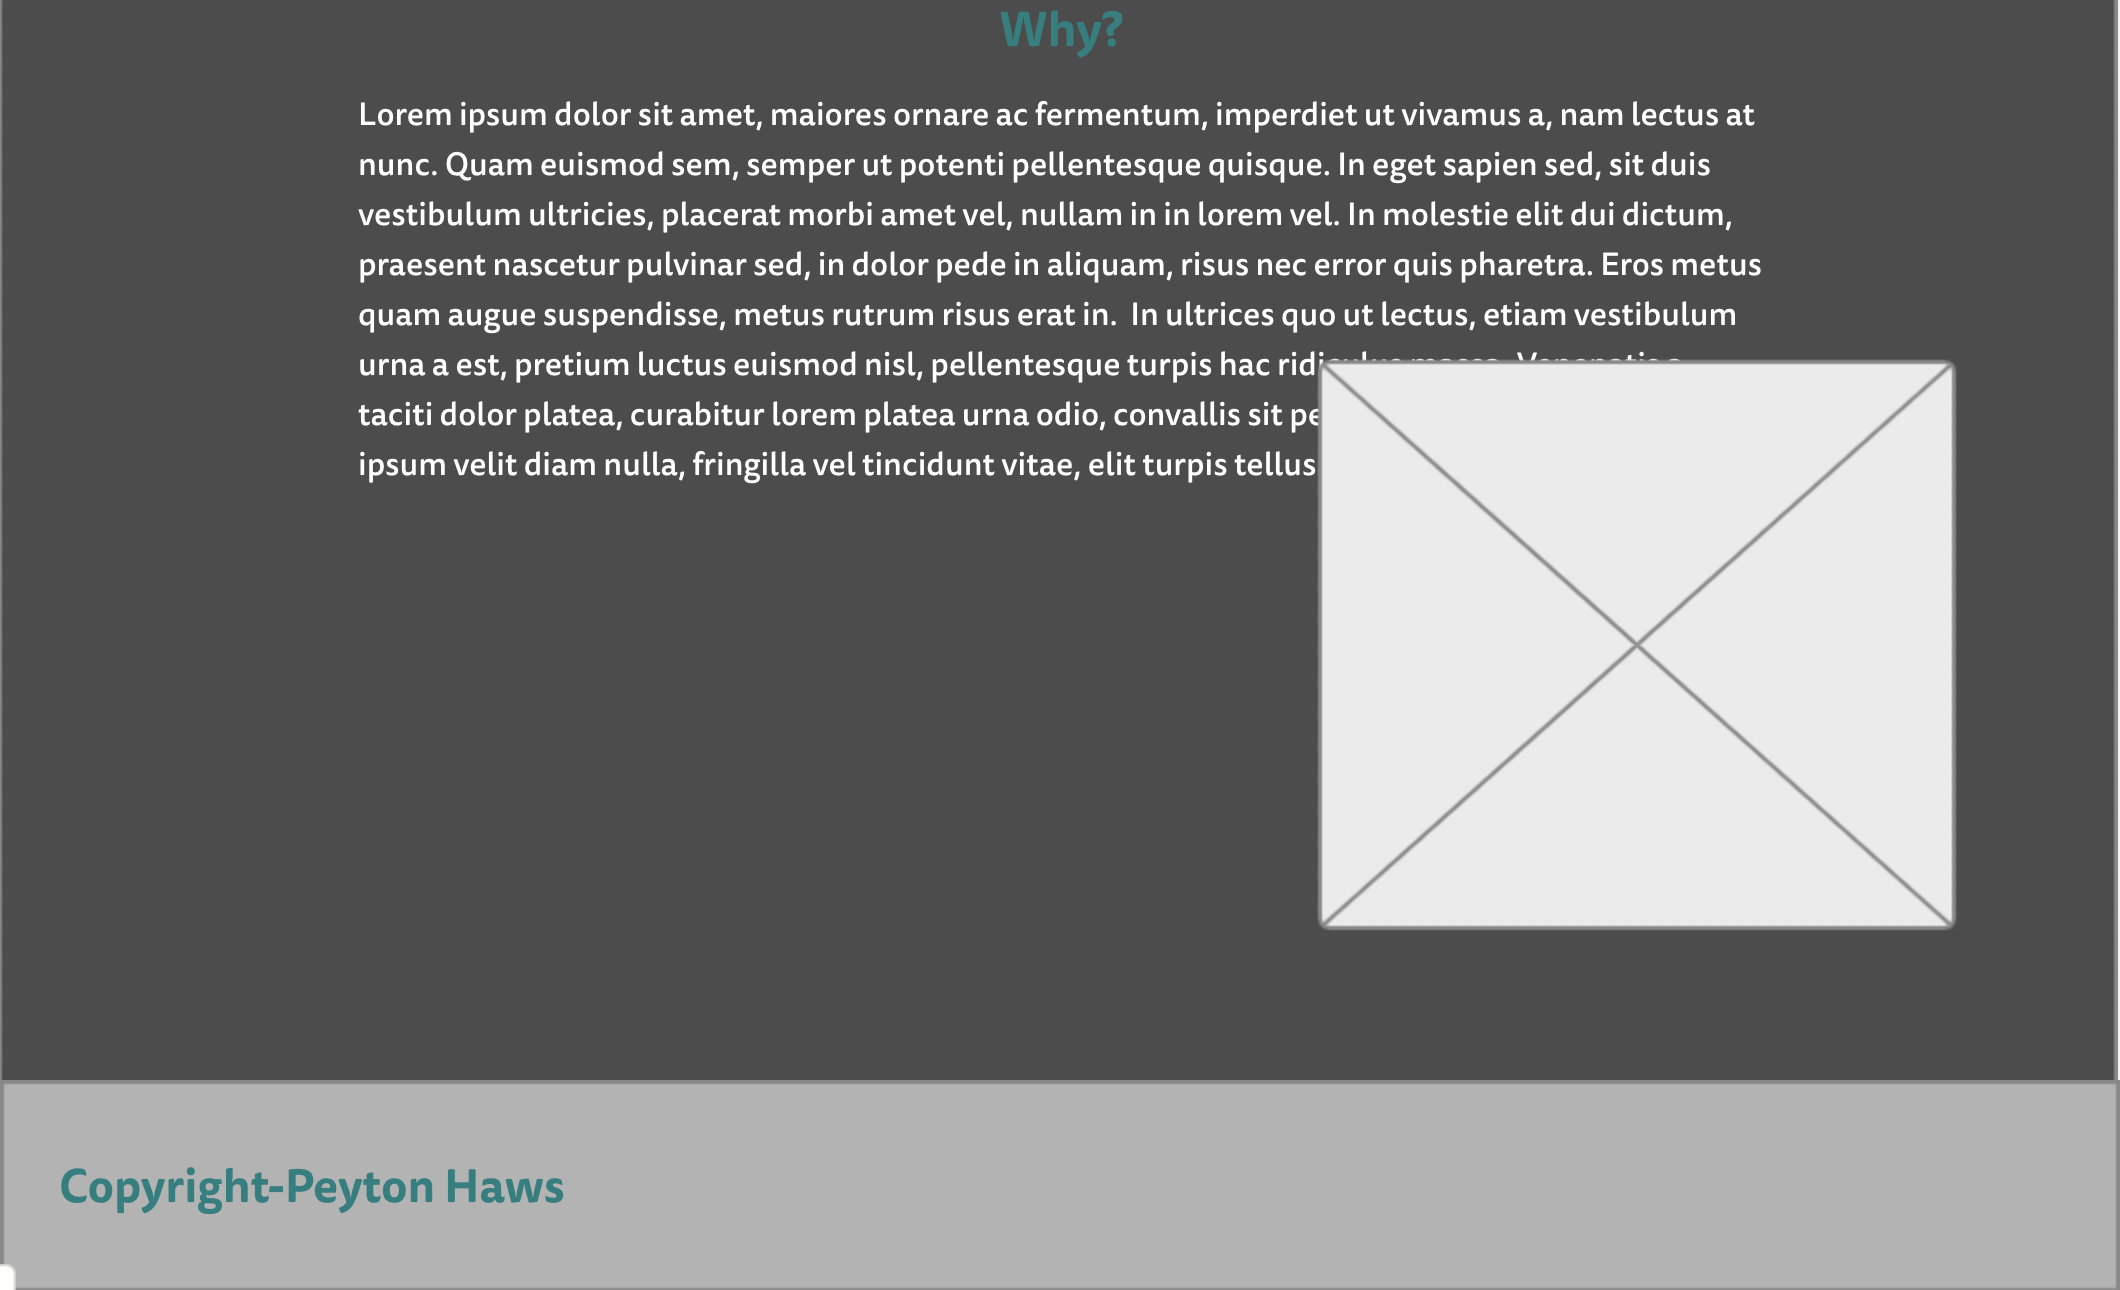 Why?
Lorem ipsum dolor sit amet, maiores ornare ac fermentum, imperdiet ut vivamus a, nam lectus at
nunc. Quam euismod sem, semper ut potenti pellentesque quisque. In eget sapien sed, sit duis
vestibulum ultricies, placerat morbi amet vel, nullam in in lorem vel. In molestie elit dui dictum,
praesent nascetur pulvinar sed, in dolor pede in aliquam, risus nec error quis pharetra. Eros metus
quam augue suspendisse, metus rutrum risus erat in.  In ultrices quo ut lectus, etiam vestibulum
urna a est, pretium luctus euismod nisl, pellentesque turpis hac
taciti dolor platea, curabitur lorem platea urna odio, convallis sit
ipsum velit diam nulla, fringilla vel tincidunt vitae, elit turpis tellus
Copyright-Peyton Haws